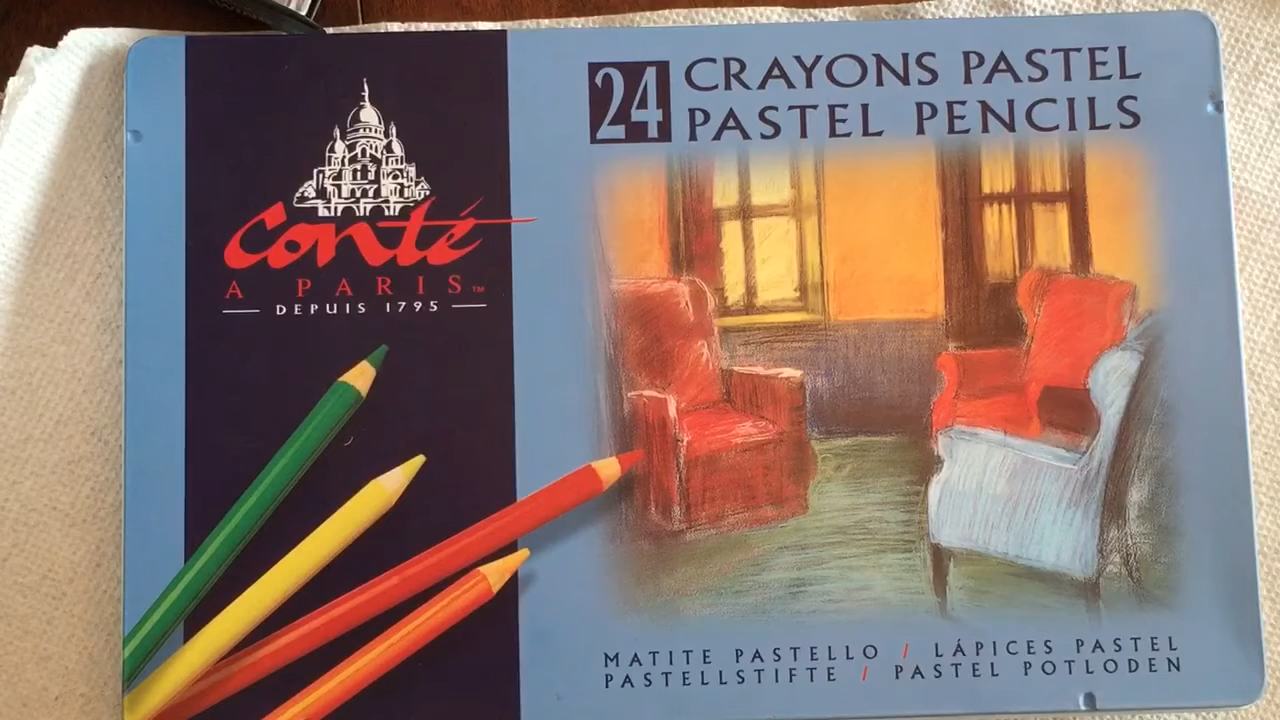 Conté
A PARIS™
DEPUIS 1795
24 CRAYONS PASTEL
PASTEL PENCILS
MATITE PASTELLO / LÁPICES PASTEL
PASTELLSTIFTE / PASTEL POTLODEN